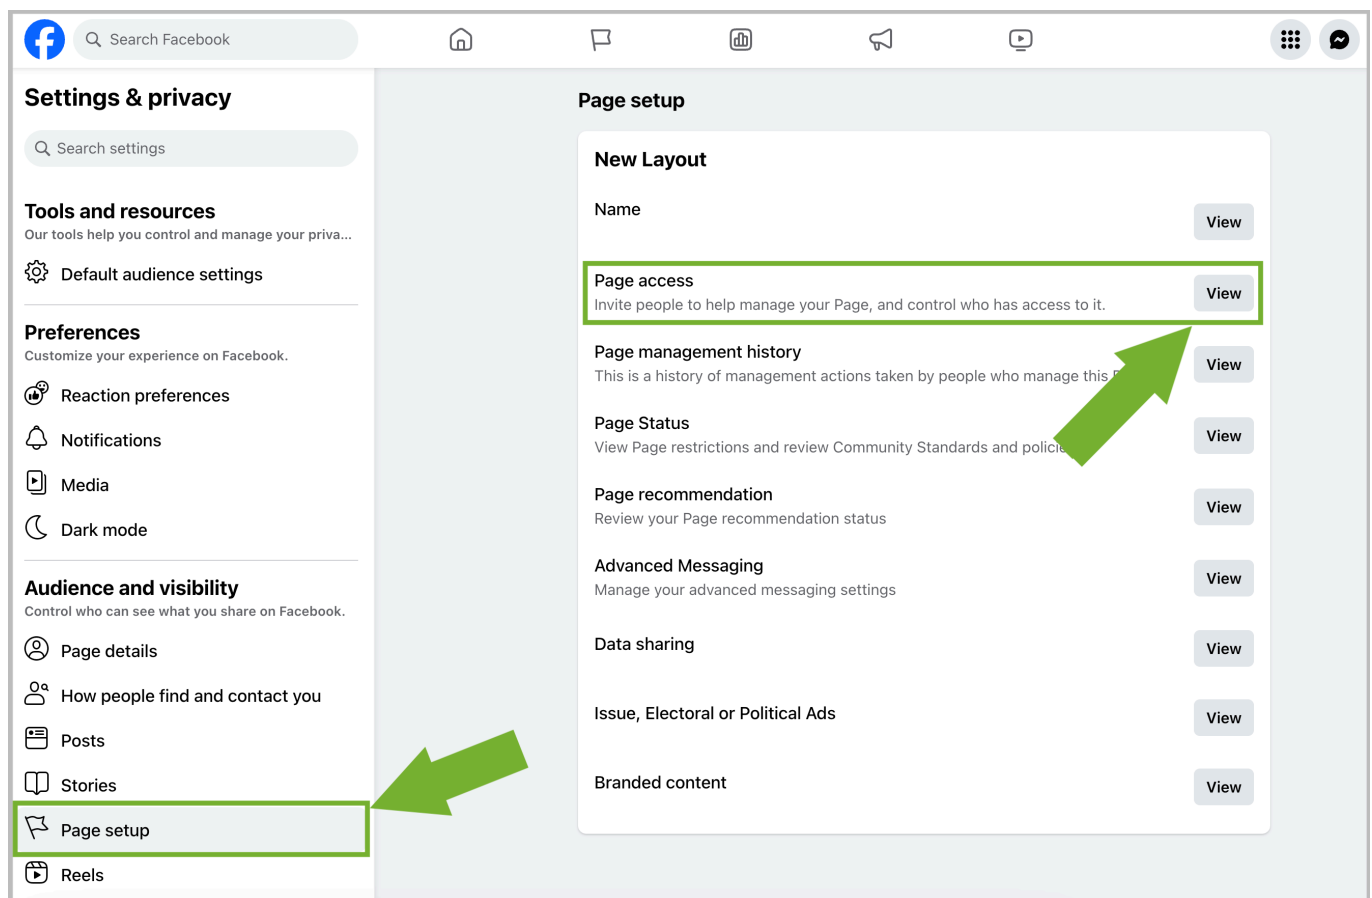 Search Facebook
Settings & privacy
Search settings
Tools and resources
Our tools help you control and manage your priva...
Default audience settings
Preferences
Customize your experience on Facebook.
Reaction preferences
Notifications
Media
Dark mode
Audience and visibility
Control who can see what you share on Facebook.
Page details
How people find and contact you
Posts
Stories
Page setup
Reels
Page setup
New Layout
Name
View
Page access
Invite people to help manage your Page, and control who has access to it.
View
Page management history
This is a history of management actions taken by people who manage this
View
Page Status
View Page restrictions and review Community Standards and
View
Page recommendation
Review your Page recommendation status
View
Advanced Messaging
Manage your advanced messaging settings
View
Data sharing
View
Issue, Electoral or Political Ads
View
Branded content
View